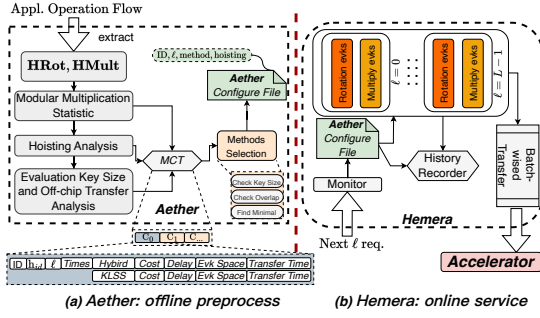 Appl. Operation Flow
extract
HRot, HMult
Modular Multiplication
Statistic
Hoisting Analysis
Evaluation Key Size
and Off-chip Transfer
Analysis
MCT
ID, ℓ, method, hoisting
Aether
Configure File
Methods
Selection
Check Key Size
Check Overlap
Find Minimal
Aether
C₀ C₁ C...
ID h_id ℓ Times Hybird Cost Delay Evk Space Transfer Time
KLSS Cost Delay Evk Space Transfer Time
(a) Aether: offline preprocess
Rotation evks
Multiply evks
ℓ = 0
Rotation evks
Multiply evks
ℓ = L − 1
Aether
Configure
File
History
Recorder
Monitor
Next ℓ req.
Batch-
wised
Transfer
Hemera
Accelerator
(b) Hemera: online service